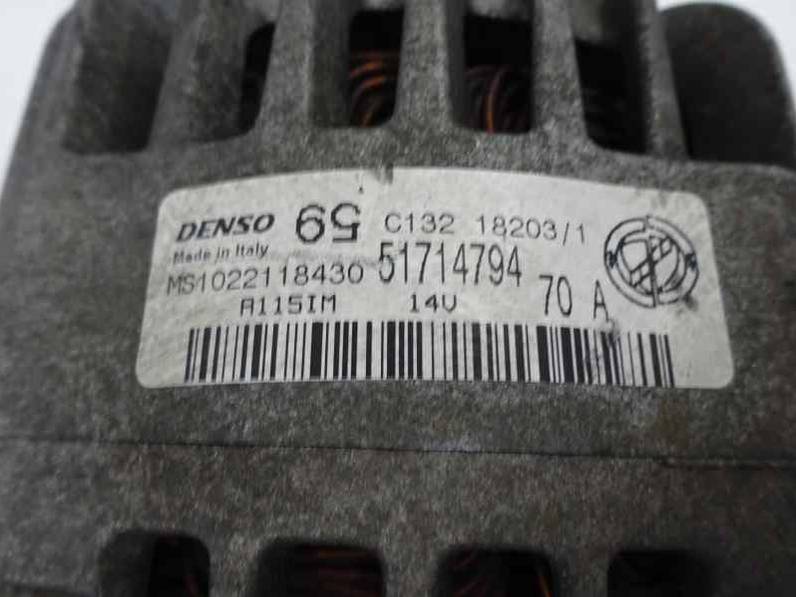 DENSO 59 C132 18203/1
Made in Italy
MS1022118430 51714794 70 A
A115IM 14V